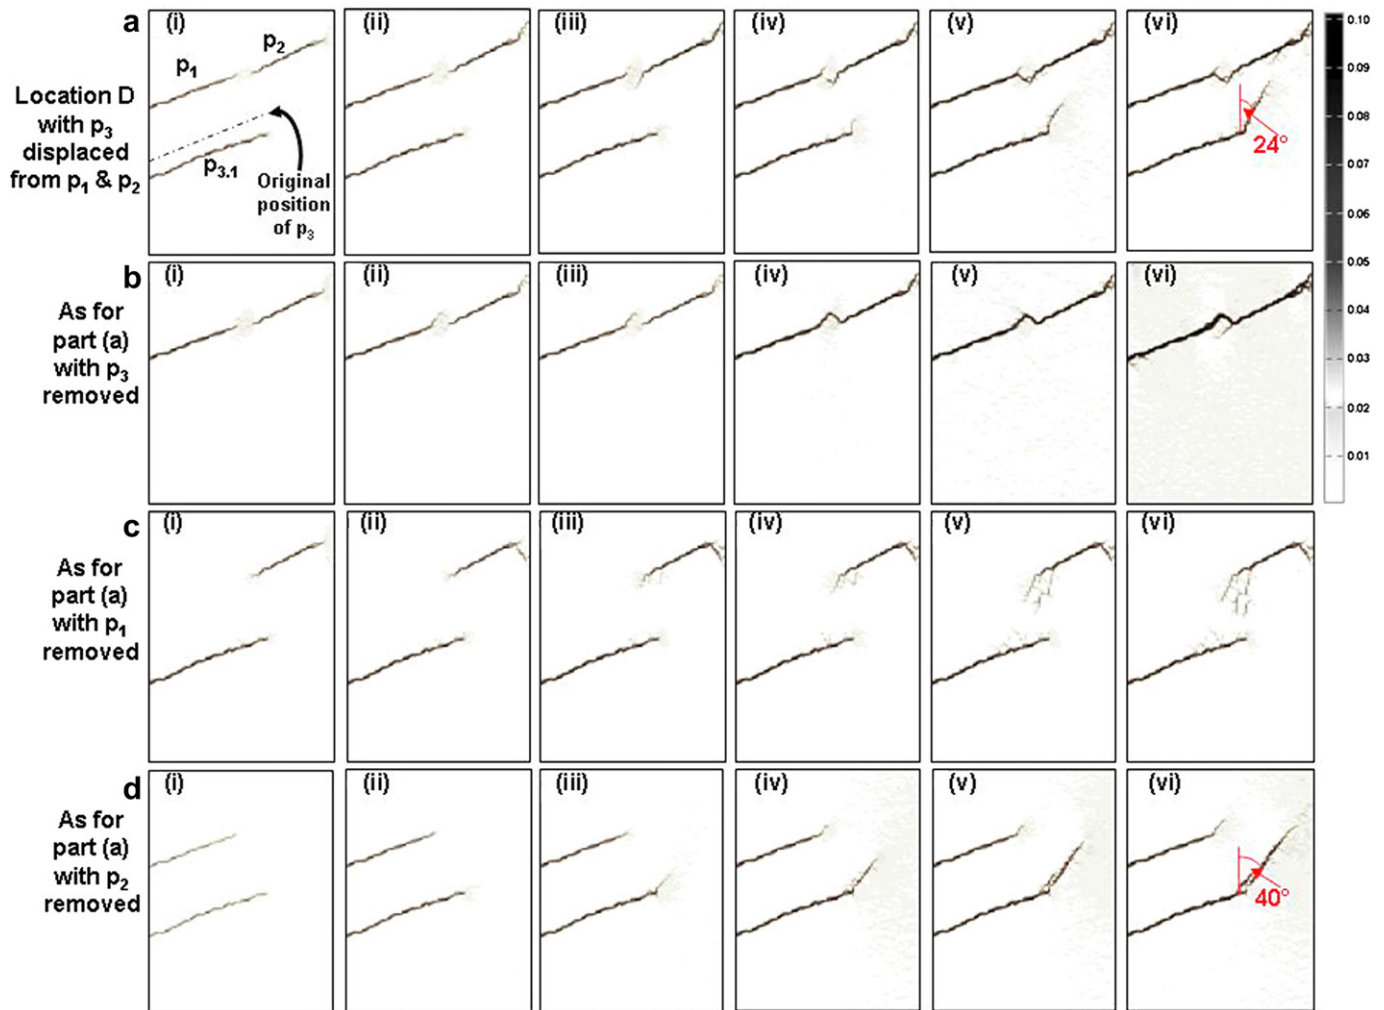 a
Location D
with p3
displaced
from p1 & p2
(i)
(ii)
(iii)
(iv)
(v)
(vi)
p1
p2
p3.1
Original
position
of p3
24°
0.10
0.09
0.08
0.07
0.06
0.05
0.04
0.03
0.02
0.01
b
As for
part (a)
with p3
removed
(i)
(ii)
(iii)
(iv)
(v)
(vi)
c
As for
part (a)
with p1
removed
(i)
(ii)
(iii)
(iv)
(v)
(vi)
d
As for
part (a)
with p2
removed
(i)
(ii)
(iii)
(iv)
(v)
(vi)
40°